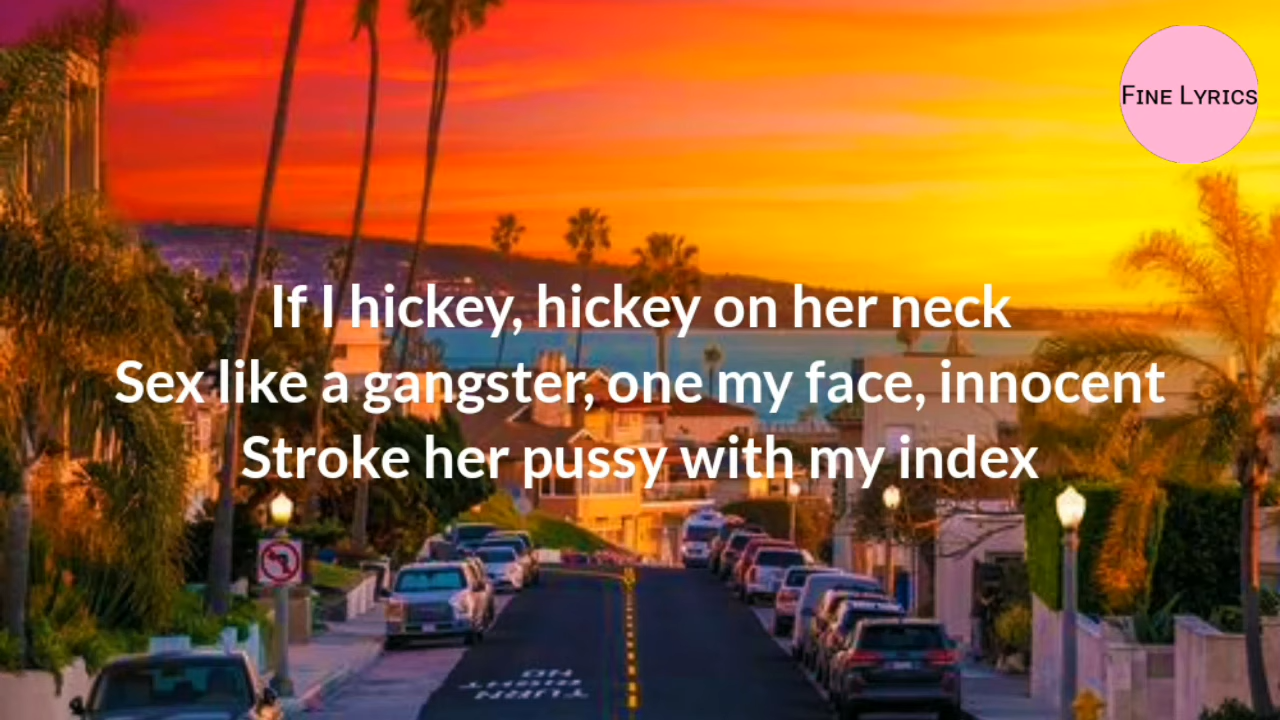 Fine Lyrics
If I hickey, hickey on her neck
Sex like a gangster, one my face, innocent
Stroke her pussy with my index
NO
RIGHT
TURN